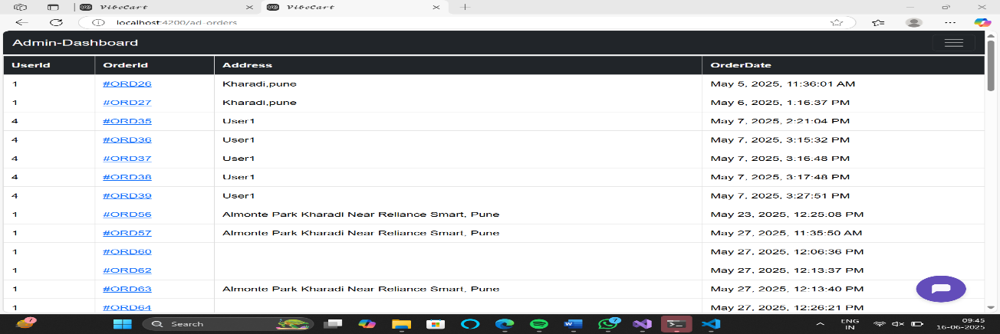 VibeCart VibeCart
localhost:4200/ad-orders
Admin-Dashboard
UserId OrderId Address OrderDate
1 #ORD26 Kharadi,pune May 5, 2025, 11:36:01 AM
1 #ORD27 Kharadi,pune May 6, 2025, 1:16:37 PM
4 #ORD35 User1 May 7, 2025, 2:21:04 PM
4 #ORD36 User1 May 7, 2025, 3:15:32 PM
4 #ORD37 User1 May 7, 2025, 3:16:48 PM
4 #ORD38 User1 May 7, 2025, 3:17:48 PM
4 #ORD39 User1 May 7, 2025, 3:27:51 PM
1 #ORD56 Almonte Park Kharadi Near Reliance Smart, Pune May 23, 2025, 12:25:08 PM
1 #ORD57 Almonte Park Kharadi Near Reliance Smart, Pune May 27, 2025, 11:35:50 AM
1 #ORD60 May 27, 2025, 12:06:36 PM
1 #ORD62 May 27, 2025, 12:13:37 PM
1 #ORD63 Almonte Park Kharadi Near Reliance Smart, Pune May 27, 2025, 12:13:40 PM
1 #ORD64 May 27, 2025, 12:26:21 PM
7 Search 7 ENG 09:45
IN 16-06-2025